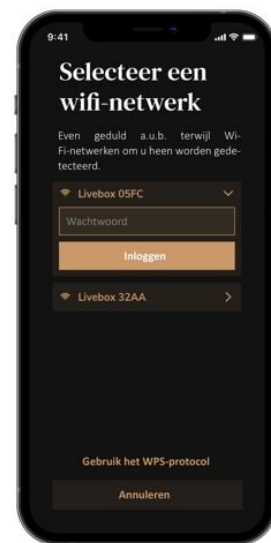 9:41
Selecteer een
wifi-netwerk
Even geduld a.u.b. terwijl Wi-
Fi-netwerken om u heen worden gede-
tecteerd.
Livebox 05FC
Wachtwoord
Inloggen
Livebox 32AA
Gebruik het WPS-protocol
Annuleren